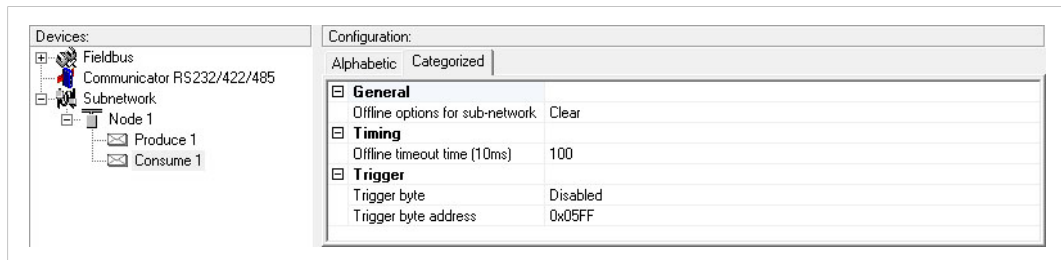 Devices:
Fieldbus
Communicator RS232/422/485
Subnetwork
Node 1
Produce 1
Consume 1
Configuration:
Alphabetic Categorized
General
Offline options for sub-network Clear
Timing
Offline timeout time (10ms) 100
Trigger
Trigger byte Disabled
Trigger byte address 0x05FF